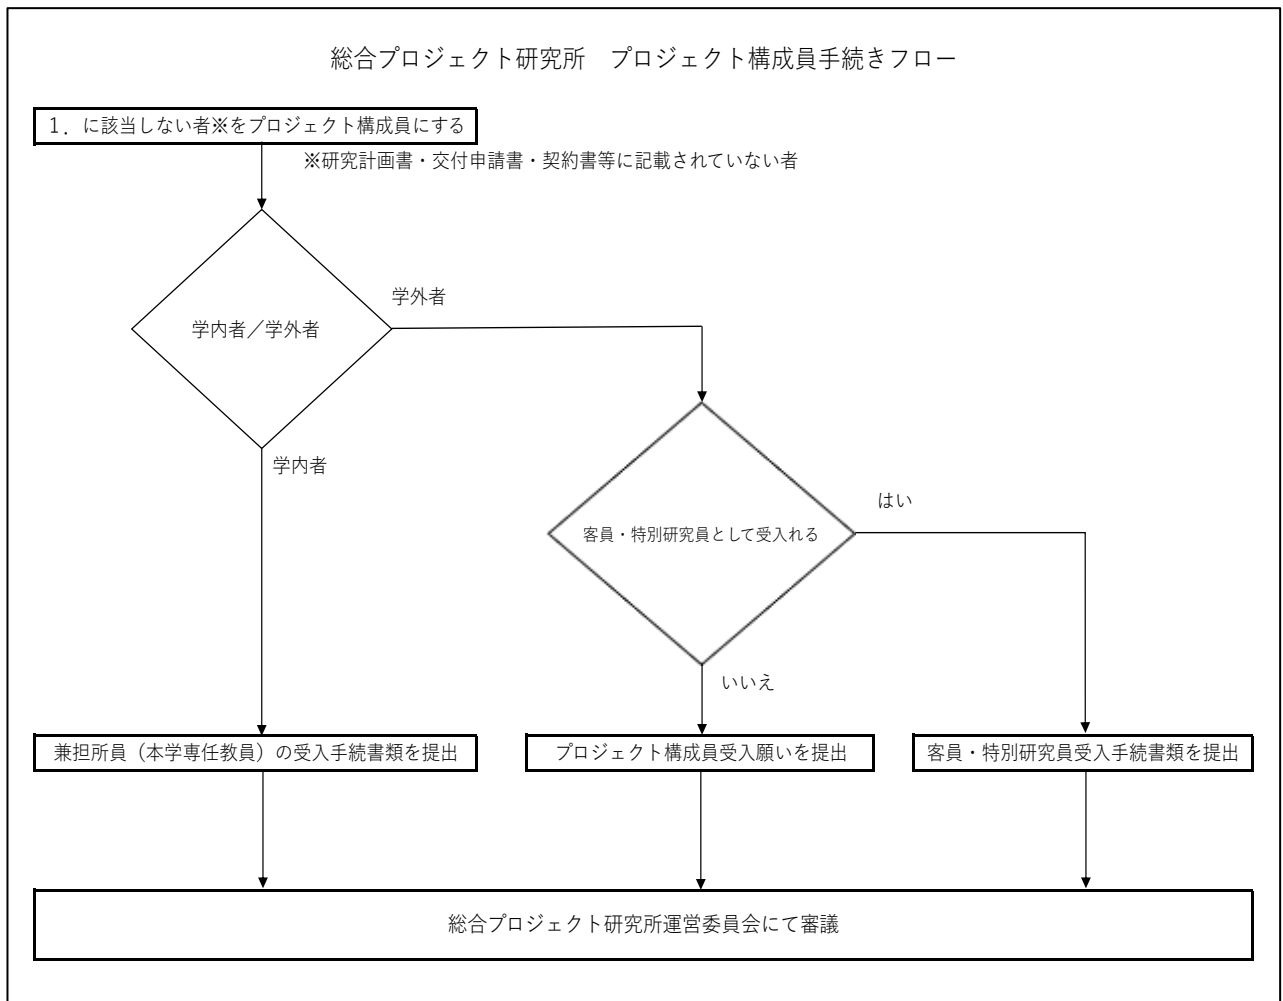 総合プロジェクト研究所　プロジェクト構成員手続きフロー
１．に該当しない者※をプロジェクト構成員にする
※研究計画書・交付申請書・契約書等に記載されていない者
学外者
学内者／学外者
学内者
はい
客員・特別研究員として受入れる
いいえ
兼担所員（本学専任教員）の受入手続書類を提出
プロジェクト構成員受入願いを提出
客員・特別研究員受入手続書類を提出
総合プロジェクト研究所運営委員会にて審議